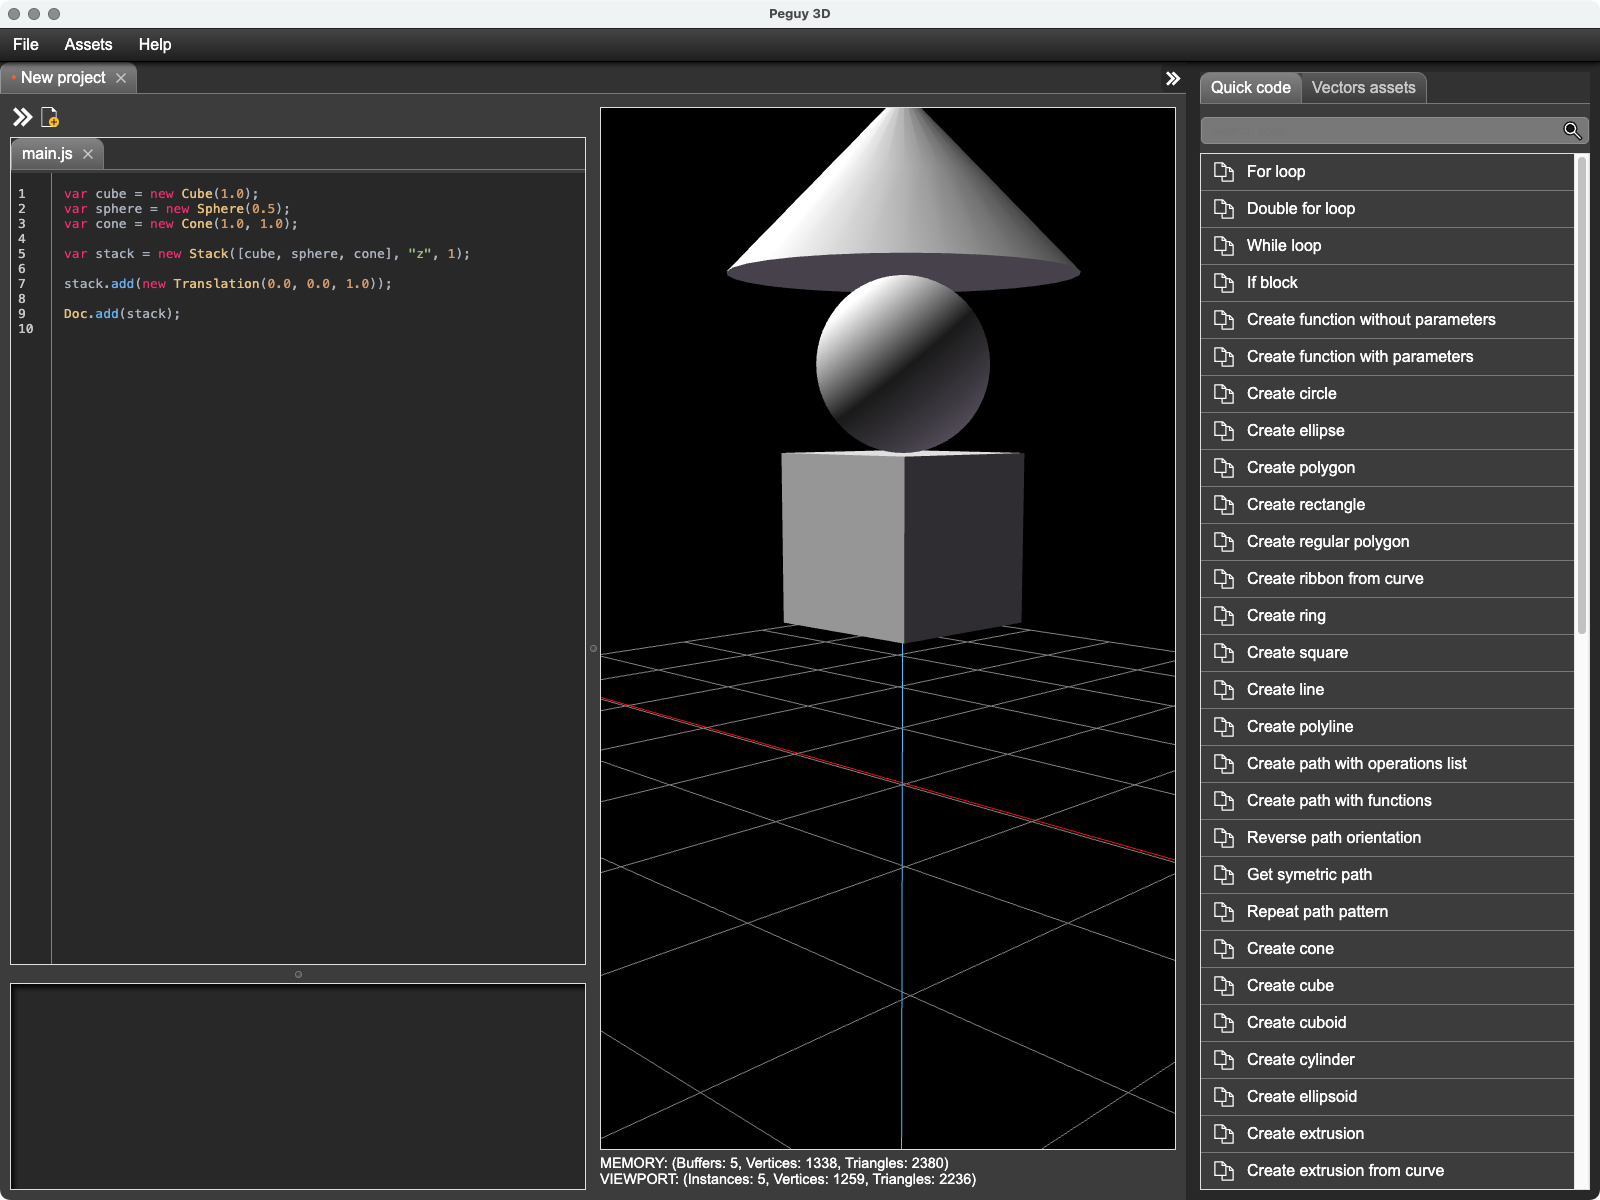 Peguy 3D
File Assets Help
New project
main.js
1 var cube = new Cube(1.0);
2 var sphere = new Sphere(0.5);
3 var cone = new Cone(1.0, 1.0);
4
5 var stack = new Stack([cube, sphere, cone], "z", 1);
6
7 stack.add(new Translation(0.0, 0.0, 1.0));
8
9 Doc.add(stack);
10
MEMORY: (Buffers: 5, Vertices: 1338, Triangles: 2380)
VIEWPORT: (Instances: 5, Vertices: 1259, Triangles: 2236)
Quick code Vectors assets
For loop
Double for loop
While loop
If block
Create function without parameters
Create function with parameters
Create circle
Create ellipse
Create polygon
Create rectangle
Create regular polygon
Create ribbon from curve
Create ring
Create square
Create line
Create polyline
Create path with operations list
Create path with functions
Reverse path orientation
Get symetric path
Repeat path pattern
Create cone
Create cube
Create cuboid
Create cylinder
Create ellipsoid
Create extrusion
Create extrusion from curve